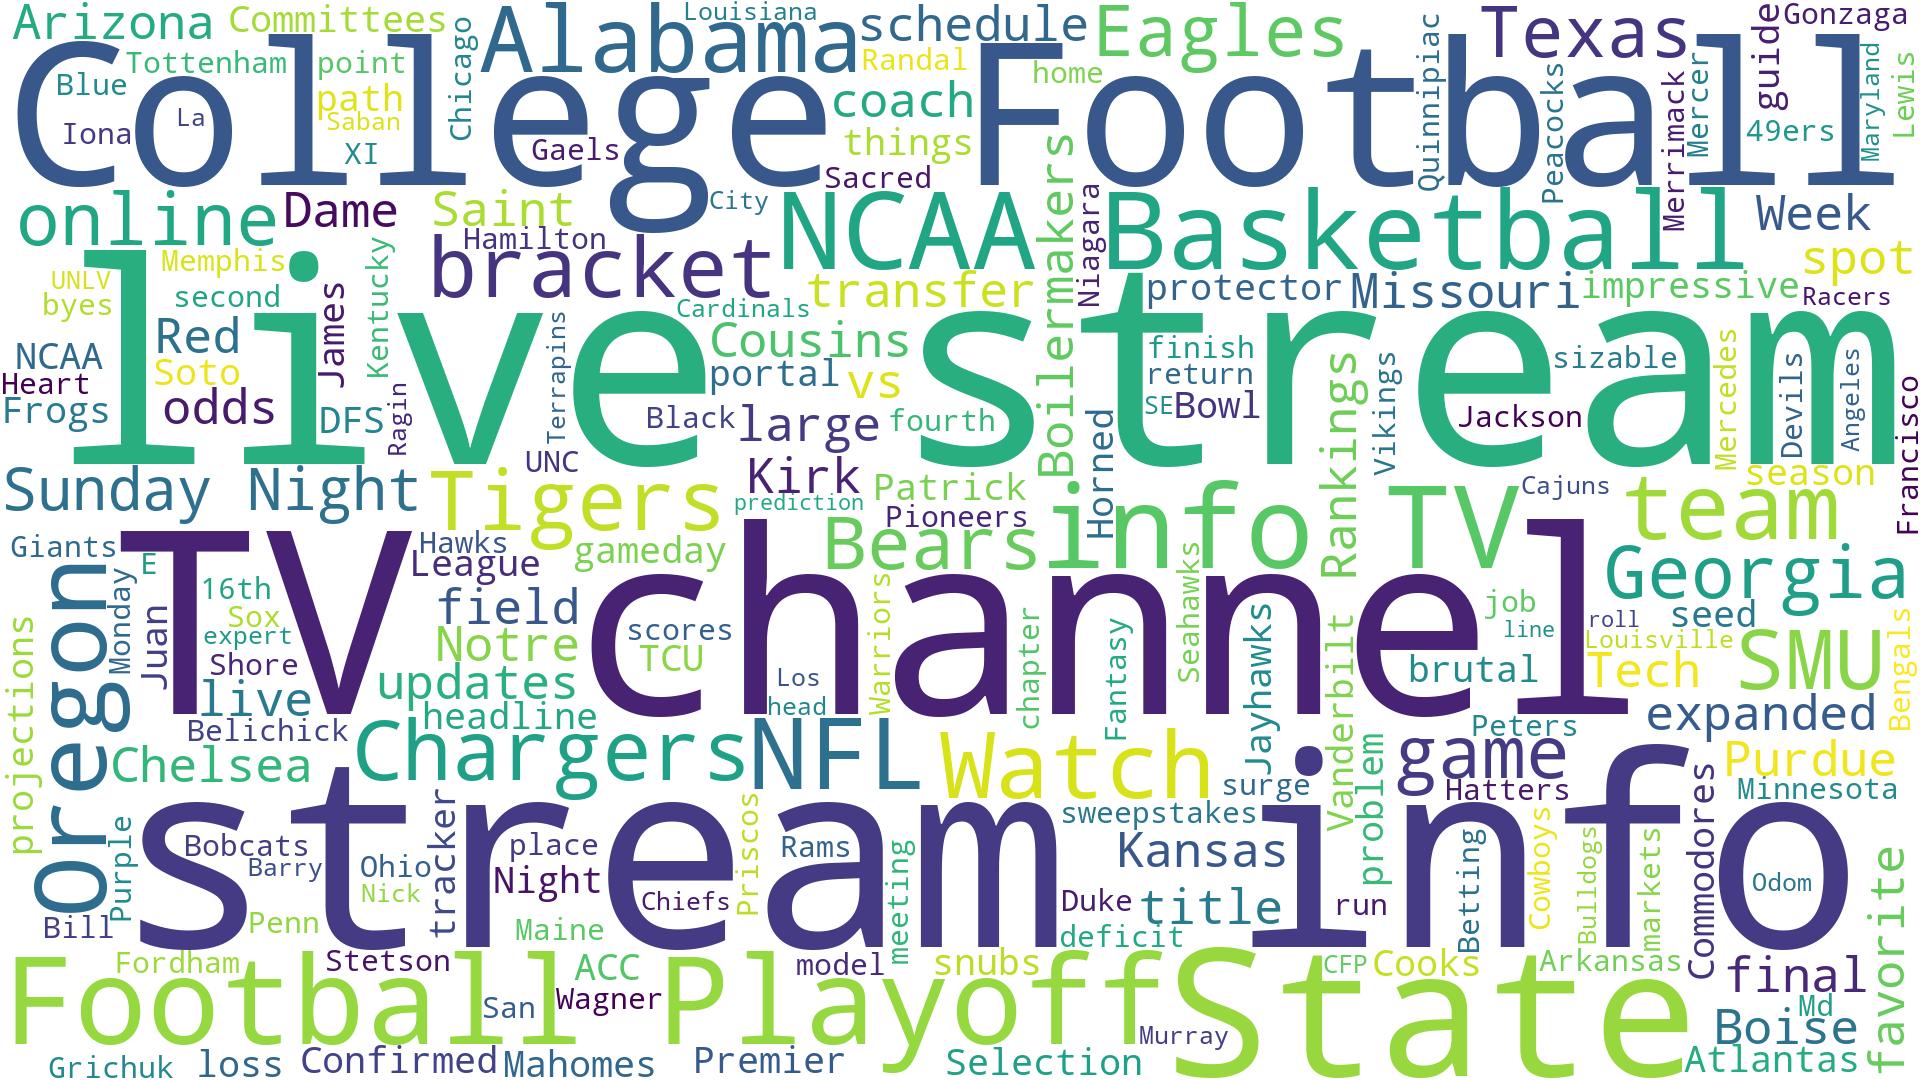 Arizona
Committees
Chicago
Louisiana
Alabama
schedule
Eagles
Texas
guide
Gonzaga
Tottenham
point
Randal
home
Quinnipiac
College Football
Blue
path
Saban
La
Iona
XI
coach
things
Gaels
Sacred
Peacocks
Merrimack
Mercer
49ers
Maryland
Lewis
online
Dame
Saint
City
NCAA
Boilermakers
Niagara
Basketball
Week
Hamilton
bracket
Memphis
UNLV
byes
second
Kentucky
transfer
protector
Missouri
impressive
spot
Racers
Cardinals
live stream
Red
James
Terrapins
Cousins
NCAA
Heart
Soto
portal
vs
finish
return
Rankings
Vikings
sizable
Mercedes
Devils
Angeles
Francisco
Frogs
odds
DFS
Ragin
Black
large
fourth
SE
Bowl
Jackson
Horned
UNC
Sunday Night
Tigers
Kirk
prediction
Patrick
Pioneers
Bears
info TV
Cajuns
season
team
Giants
Monday
E
Hawks
League
gameday
Georgia
TV channel
oregon
16th
Sox
expert
Shore
Juan
field
Notre
scores
TCU
Warriors
chapter
Fantasy
Seahawks
Jayhawks
Vanderbilt
job
line
roll
seed
Louisville
Bengals
projections
live
updates
headline
Los
head
brutal
Tech
SMU
Belichick
Peters
expanded
Chelsea
Chargers
NFL
Watch
surge
game
Hatters
Purdue
Minnesota
stream info
Purple
Bobcats
Barry
Ohio
Nick
tracker
place
Night
Priscos
Rams
Chiefs
meeting
sweepstakes
Kansas
problem
Betting
Cowboys
Bulldogs
markets
Commodores
Odom
favorite
Bill
Penn
Maine
Duke
title
run
deficit
Fordham
Stetson
ACC
model
snubs
CFP
Cooks
Arkansas
final
Football Playoff
State
San
Wagner
Md
Boise
Murray
Grichuk
loss
Confirmed
Mahomes
Premier
Selection
Atlantas